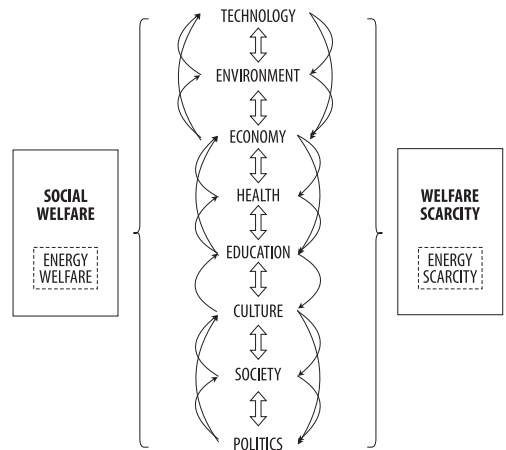 TECHNOLOGY
ENVIRONMENT
ECONOMY
HEALTH
EDUCATION
CULTURE
SOCIETY
POLITICS
SOCIAL
WELFARE
ENERGY
WELFARE
WELFARE
SCARCITY
ENERGY
SCARCITY